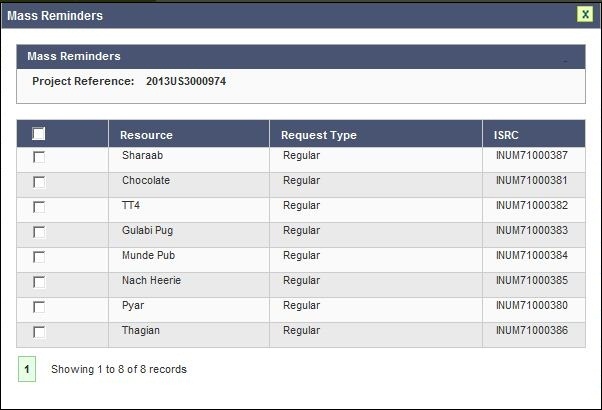 Mass Reminders X
Mass Reminders
Project Reference: 2013US3000974
Resource Request Type ISRC
Sharaab Regular INUM71000387
Chocolate Regular INUM71000381
TT4 Regular INUM71000382
Gulabi Pug Regular INUM71000383
Munde Pub Regular INUM71000384
Nach Heerie Regular INUM71000385
Pyar Regular INUM71000380
Thagian Regular INUM71000386
1 Showing 1 to 8 of 8 records